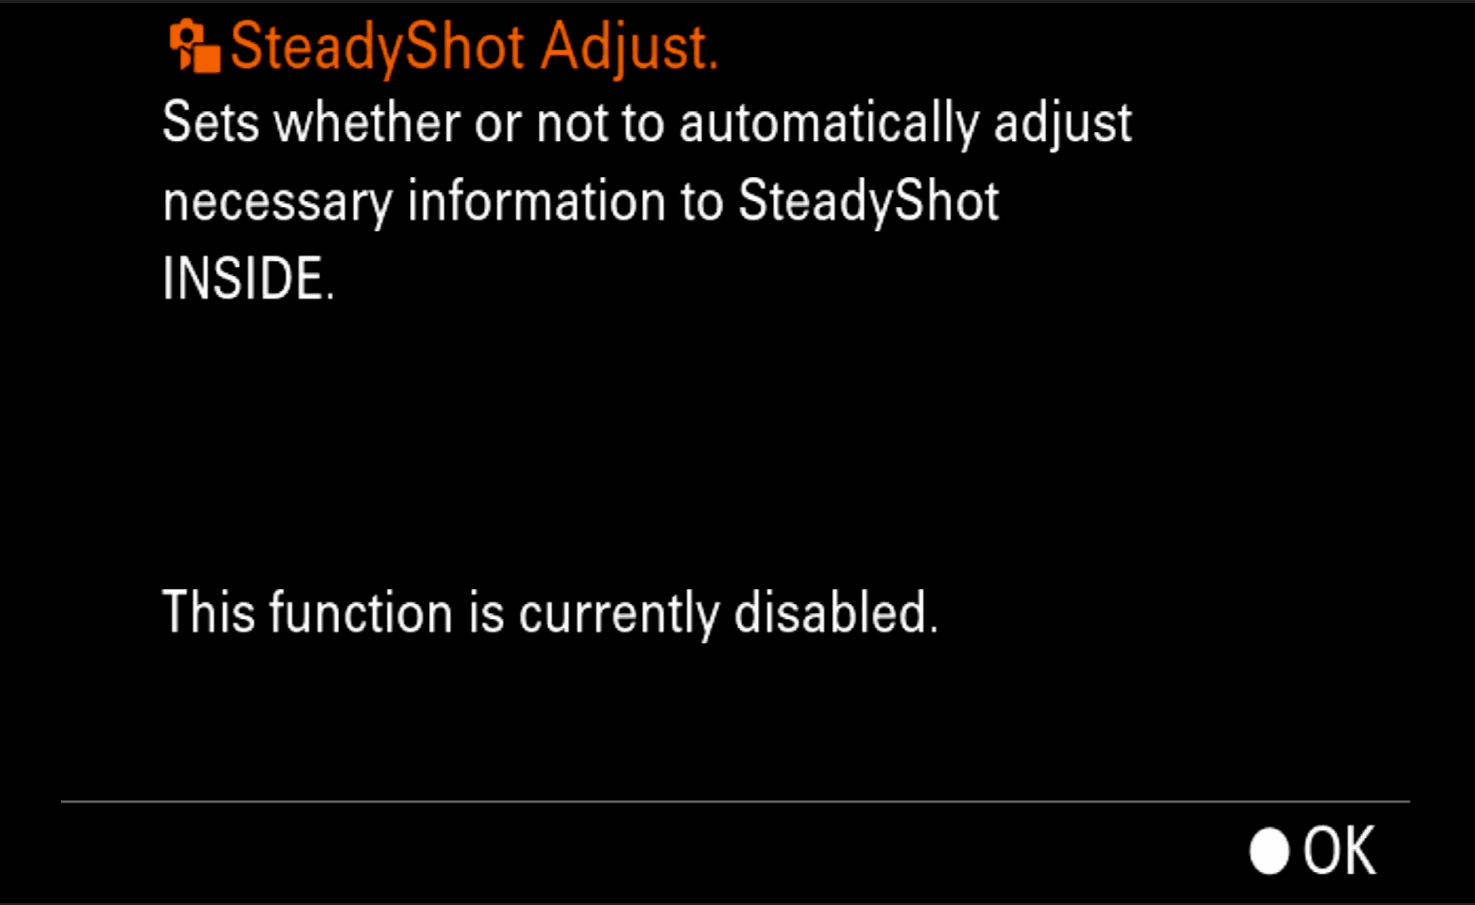 SteadyShot Adjust.
Sets whether or not to automatically adjust
necessary information to SteadyShot
INSIDE.
This function is currently disabled.
OK